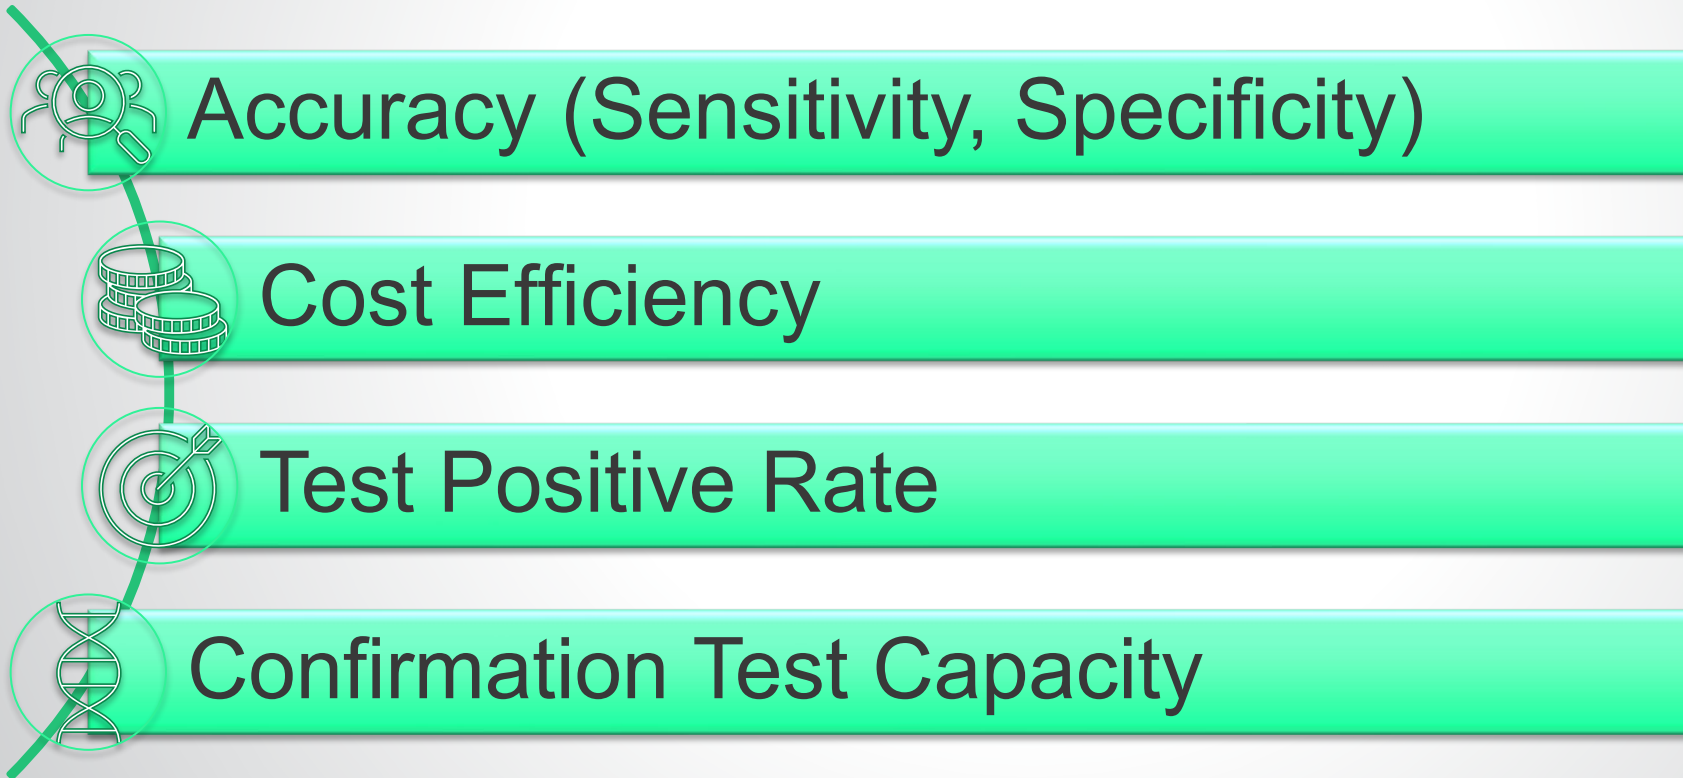 Accuracy (Sensitivity, Specificity)
Cost Efficiency
Test Positive Rate
Confirmation Test Capacity